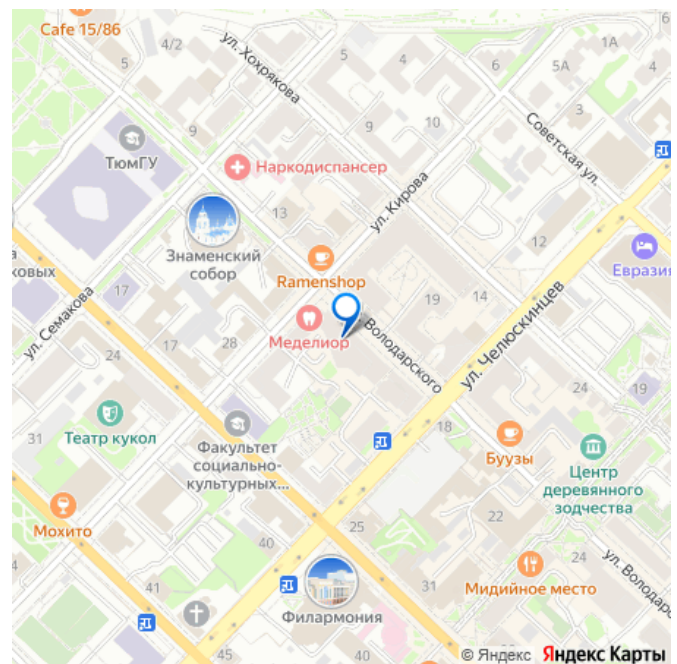 Cafe 15/86
4/2
5
ул. Хохрякова
5
4
6
1А
5А
4
3
9
ТюмГУ
Наркодиспансер
9
10
Советская ул.
13
ул. Кирова
12
Знаменский
собор
Ramenshop
Евразия
ковых
17
ул. Семакова
Меделиор
19
14
Володарского
ул. Челюскинцев
24
17
28
24
19
31
Театр кукол
Факультет
социально-
культурных...
18
Буузы
Центр
деревянного
зодчества
Мохито
22
25
40
24
ул. Володарс
41
31
Мидийное место
Филармония
45
40
© Яндекс Яндекс Карты